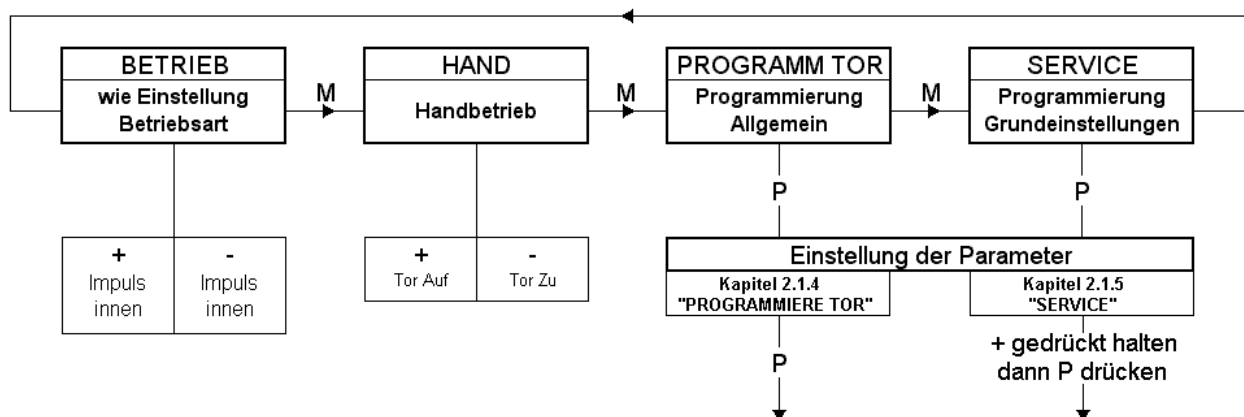 BETRIEB
wie Einstellung
Betriebsart
M
HAND
Handbetrieb
M
PROGRAMM TOR
Programmierung
Allgemein
M
SERVICE
Programmierung
Grundeinstellungen
P
P
+
Impuls
innen
-
Impuls
innen
+
Tor Auf
-
Tor Zu
Einstellung der Parameter
Kapitel 2.1.4
"PROGRAMMIERE TOR"
Kapitel 2.1.5
"SERVICE"
P
+ gedrückt halten
dann P drücken